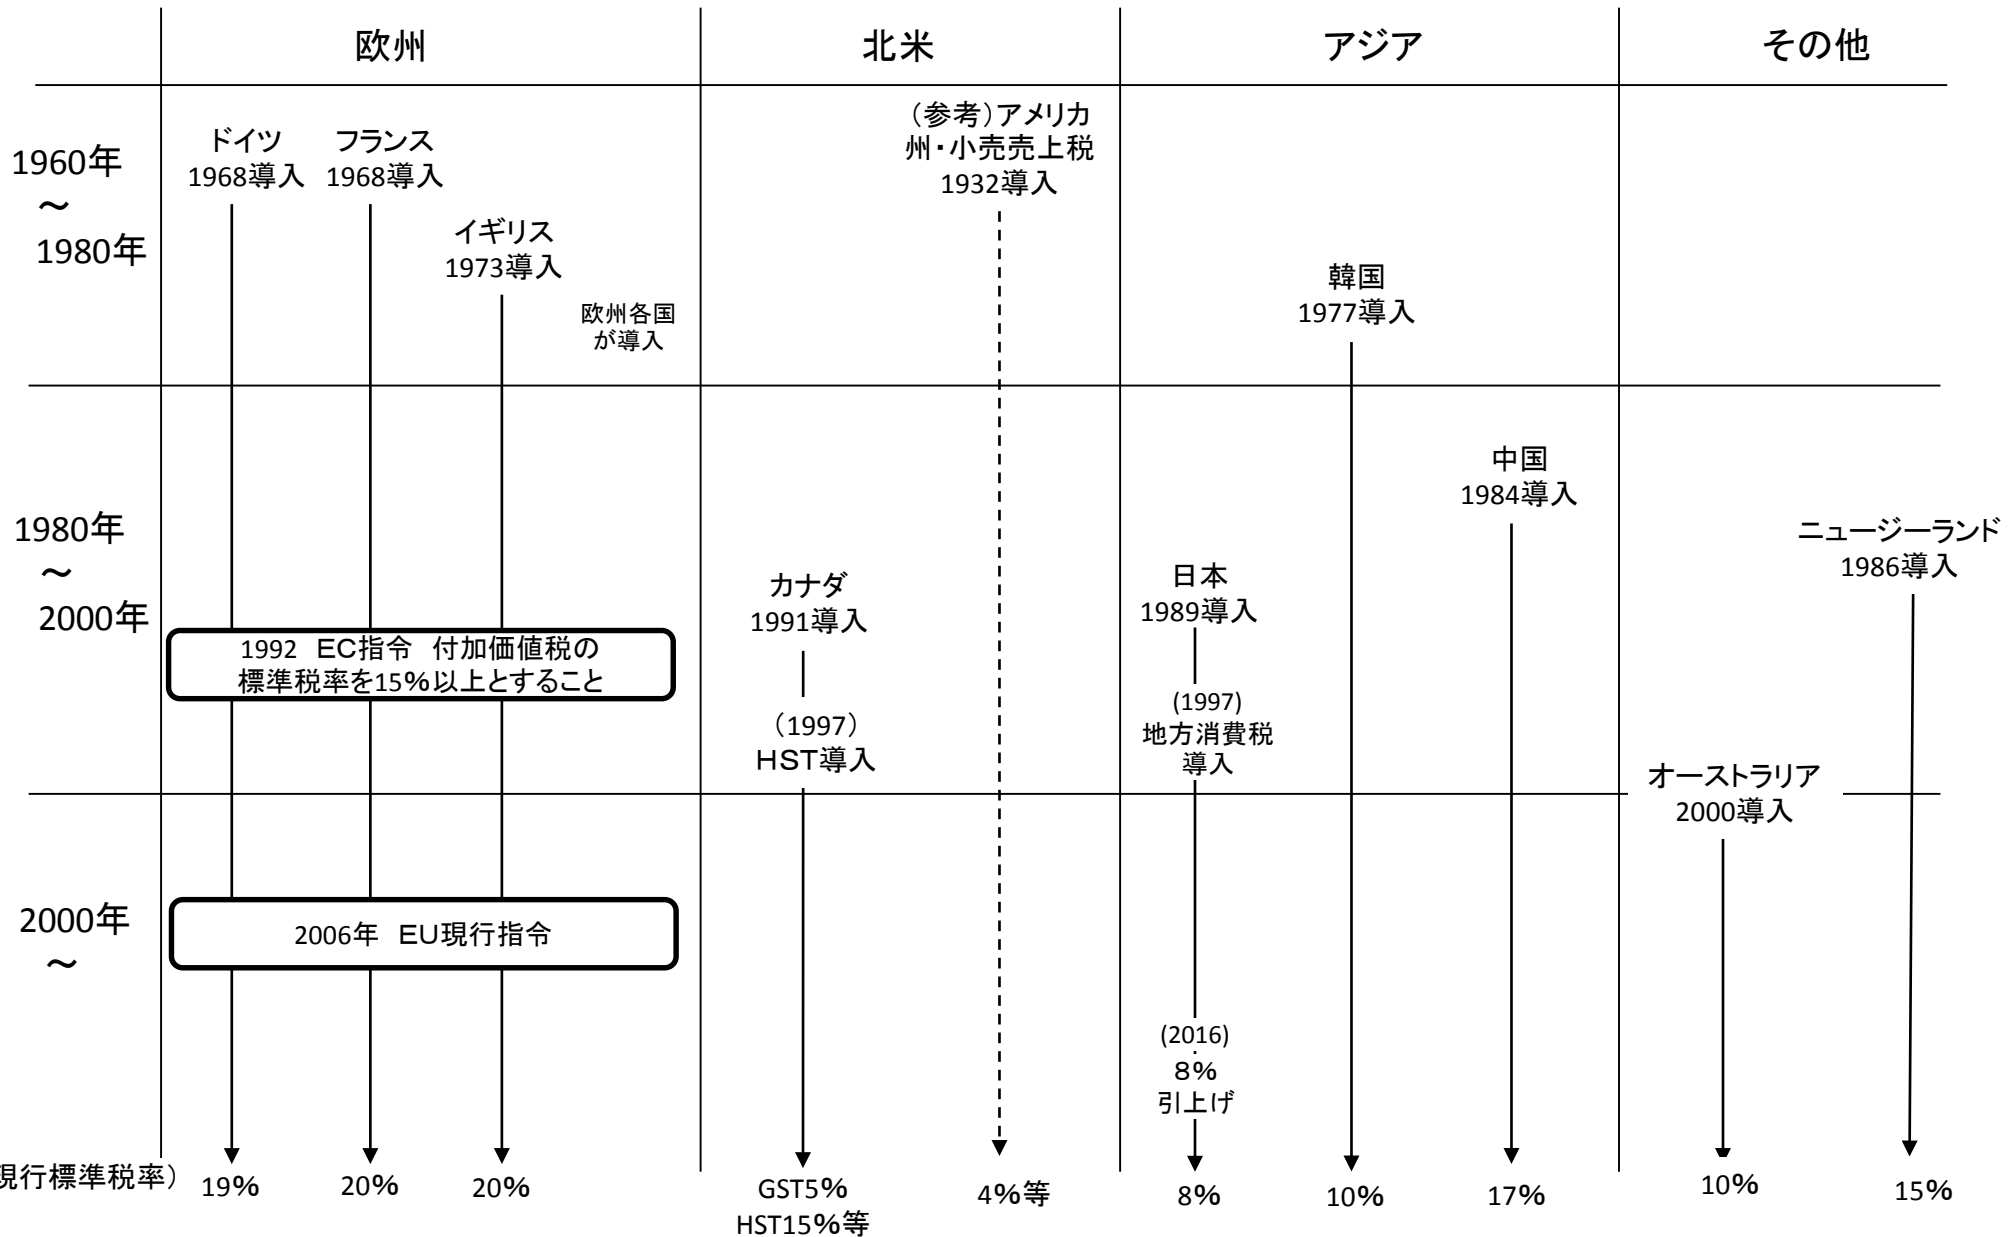 欧州
北米
アジア
その他
1960年
～
1980年
ドイツ
1968導入
フランス
1968導入
イギリス
1973導入
欧州各国
が導入
（参考）アメリカ
州・小売売上税
1932導入
韓国
1977導入
1980年
～
2000年
1992　ＥＣ指令　付加価値税の
標準税率を15％以上とすること
カナダ
1991導入
（1997）
ＨＳＴ導入
日本
1989導入
(1997)
地方消費税
導入
中国
1984導入
ニュージーランド
1986導入
オーストラリア
2000導入
2000年
～
2006年　ＥＵ現行指令
(2016)
８％
引上げ
現行標準税率）
19％
20％
20％
GST5％
HST15％等
4％等
8％
10％
17％
10％
15％